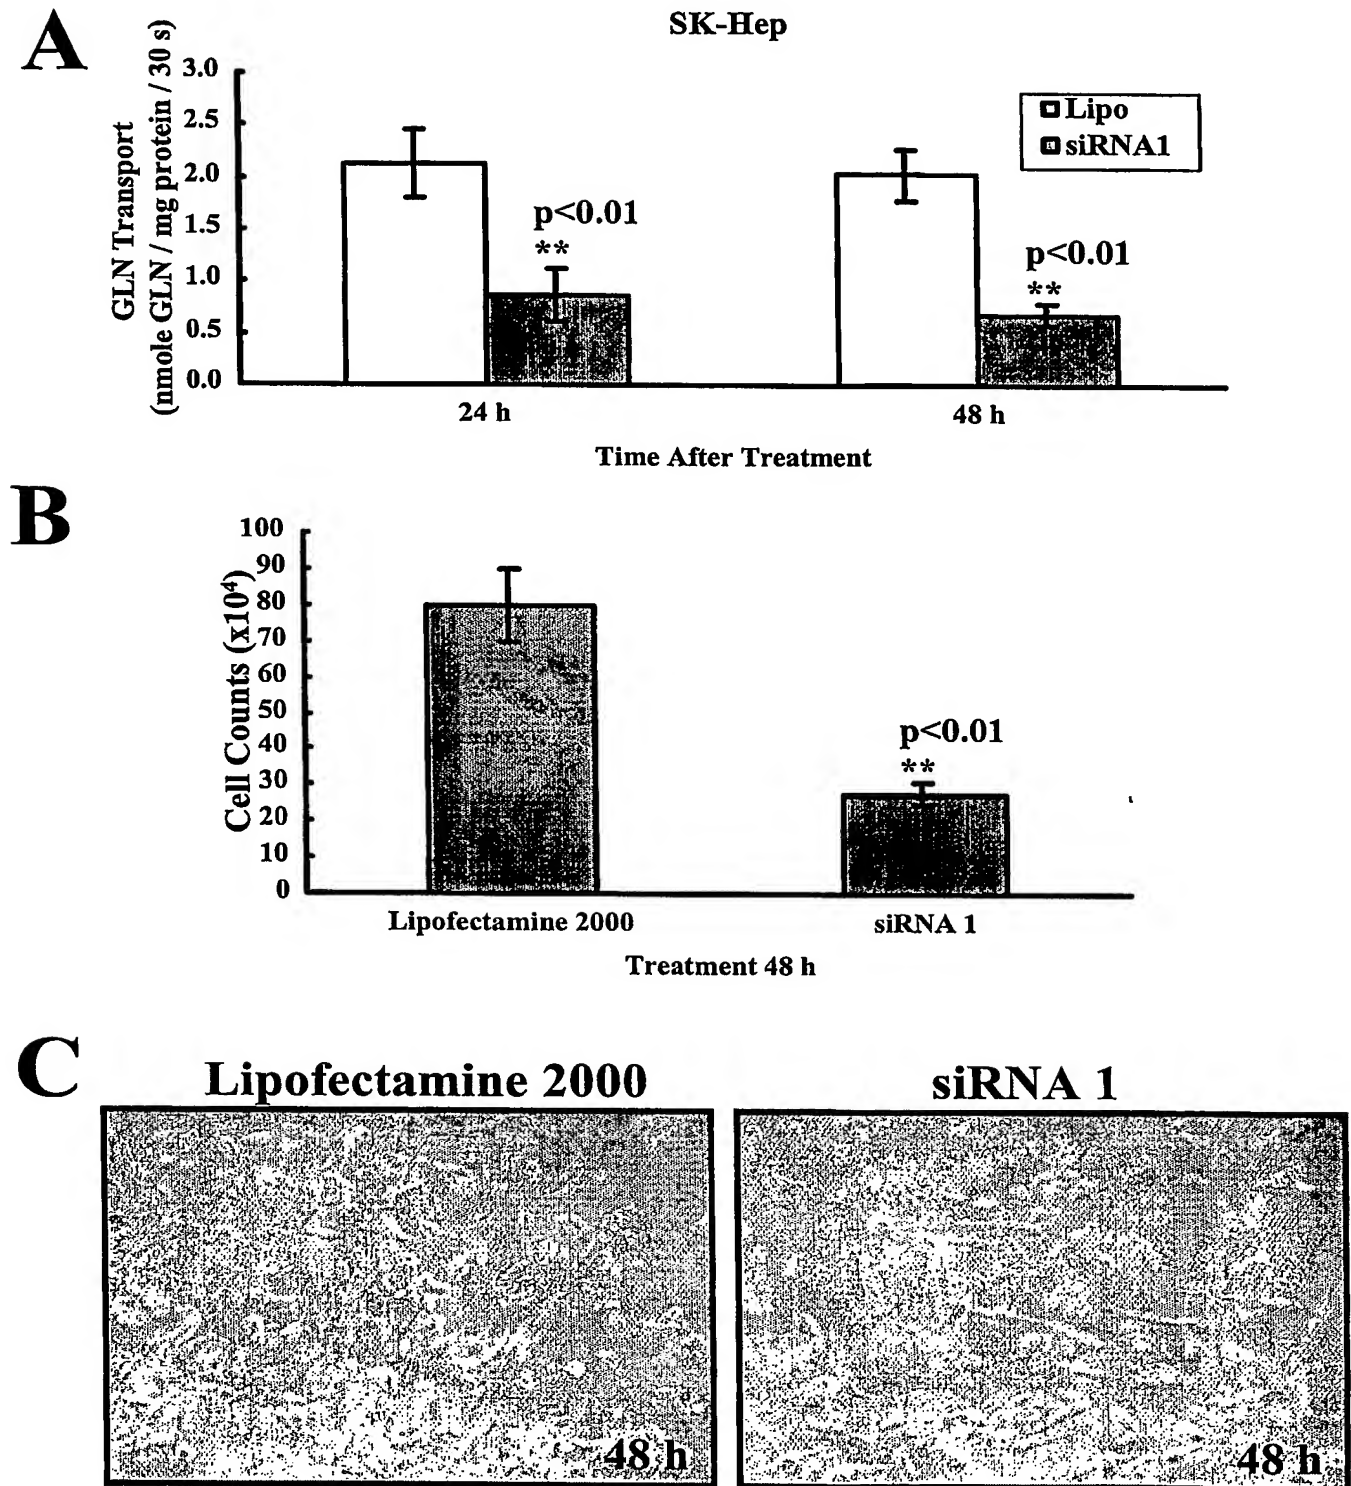 A
SK-Hep
GLN Transport
(nmole GLN / mg protein / 30 s)
3.0
2.5
2.0
1.5
1.0
0.5
0.0
Lipo
siRNA1
p<0.01
**
p<0.01
**
24 h
48 h
Time After Treatment
B
Cell Counts (x10⁴)
100
90
80
70
60
50
40
30
20
10
0
p<0.01
**
Lipofectamine 2000
siRNA 1
Treatment 48 h
C
Lipofectamine 2000
siRNA 1
48 h
48 h